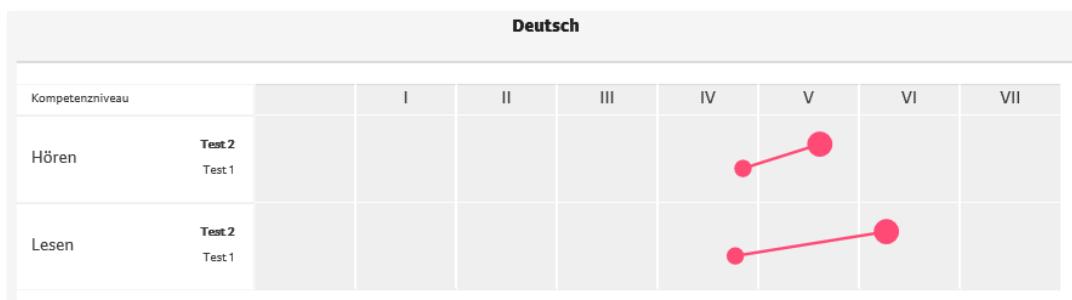 Deutsch
Kompetenzniveau I II III IV V VI VII
Hören Test 2
Test 1
Lesen Test 2
Test 1